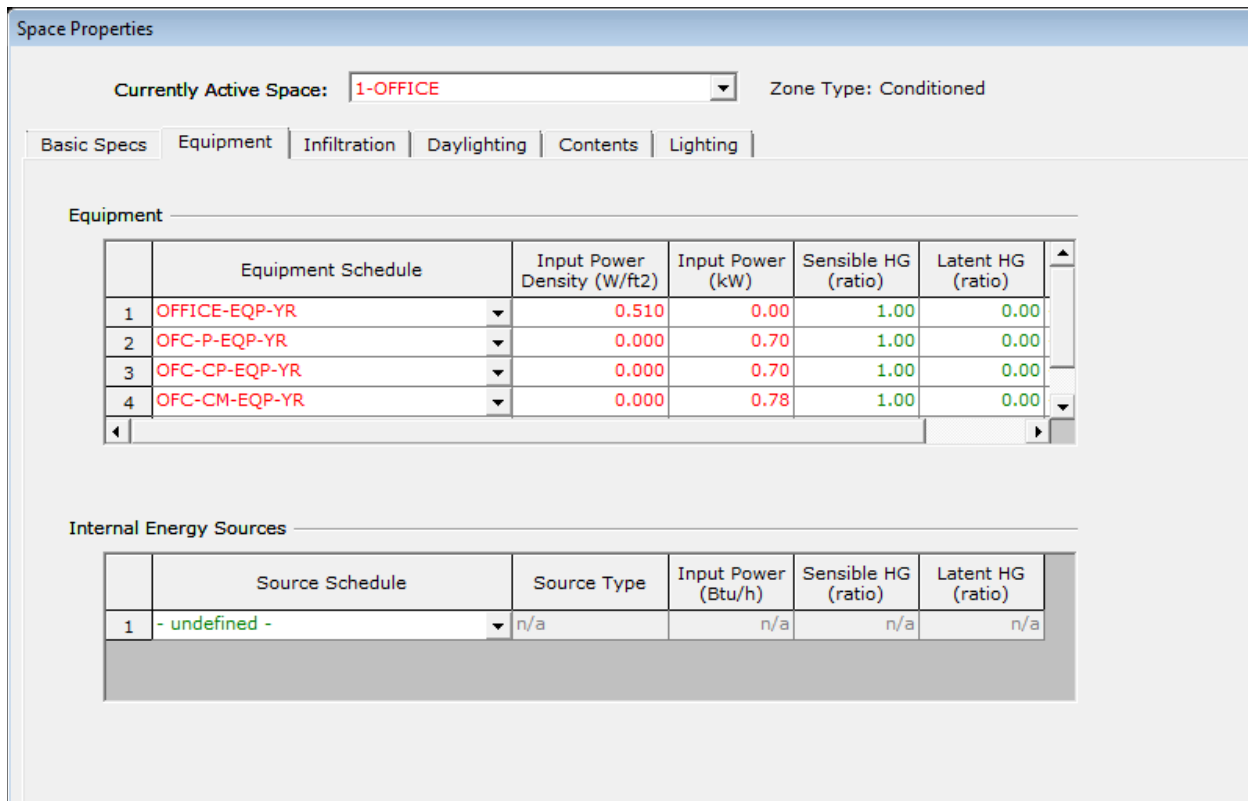 Space Properties
Currently Active Space: 1-OFFICE Zone Type: Conditioned
Basic Specs Equipment Infiltration Daylighting Contents Lighting
Equipment
Equipment Schedule Input Power Density (W/ft2) Input Power (kW) Sensible HG (ratio) Latent HG (ratio)
1 OFFICE-EQP-YR 0.510 0.00 1.00 0.00
2 OFC-P-EQP-YR 0.000 0.70 1.00 0.00
3 OFC-CP-EQP-YR 0.000 0.70 1.00 0.00
4 OFC-CM-EQP-YR 0.000 0.78 1.00 0.00
Internal Energy Sources
Source Schedule Source Type Input Power (Btu/h) Sensible HG (ratio) Latent HG (ratio)
1 - undefined - n/a n/a n/a n/a